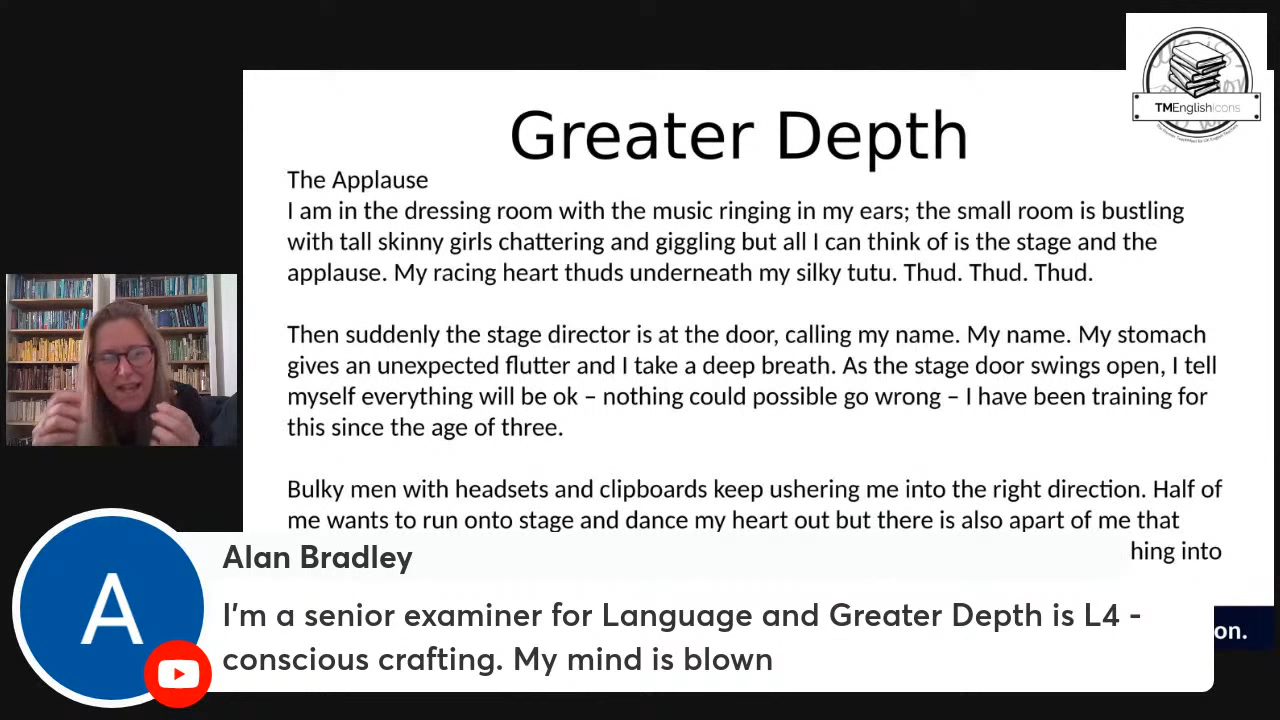 TMEnglishicons
Greater Depth
The Applause
I am in the dressing room with the music ringing in my ears; the small room is bustling
with tall skinny girls chattering and giggling but all I can think of is the stage and the
applause. My racing heart thuds underneath my silky tutu. Thud. Thud. Thud.
Then suddenly the stage director is at the door, calling my name. My name. My stomach
gives an unexpected flutter and I take a deep breath. As the stage door swings open, I tell
myself everything will be ok – nothing could possible go wrong – I have been training for
this since the age of three.
Bulky men with headsets and clipboards keep ushering me into the right direction. Half of
me wants to run onto stage and dance my heart out but there is also apart of me that
hing into
on.
A
Alan Bradley
I'm a senior examiner for Language and Greater Depth is L4 -
conscious crafting. My mind is blown